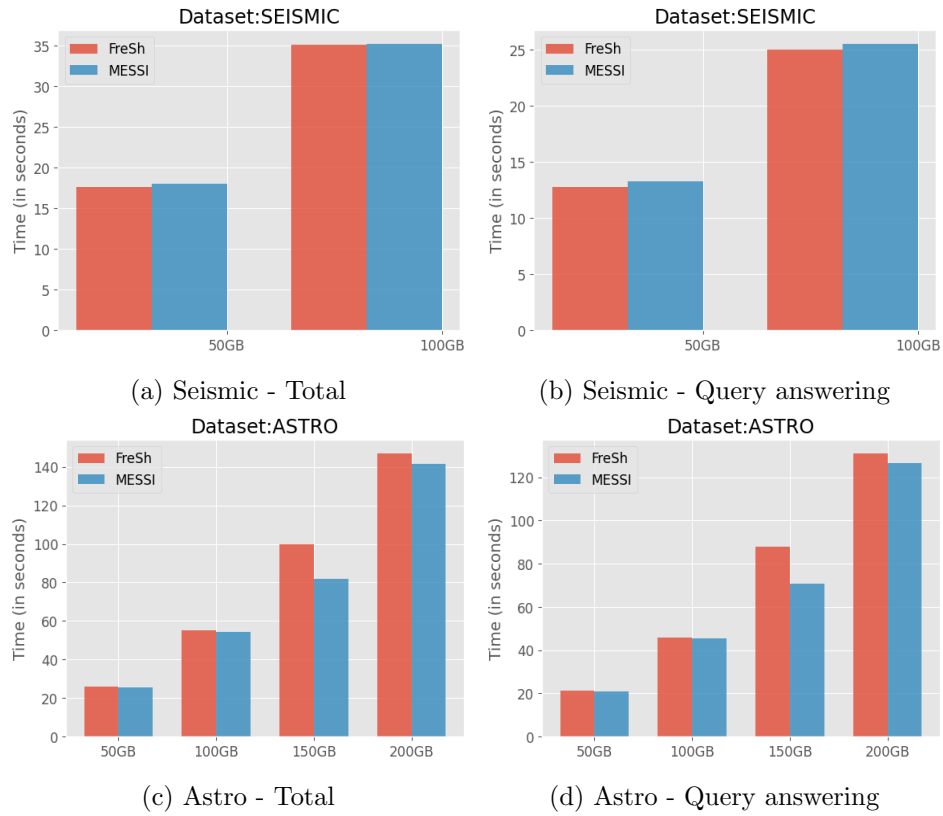 Dataset:SEISMIC
FreSh
MESSI
Time (in seconds)
35
30
25
20
15
10
5
0
50GB
100GB
(a) Seismic - Total
Dataset:SEISMIC
FreSh
MESSI
Time (in seconds)
25
20
15
10
5
0
50GB
100GB
(b) Seismic - Query answering
Dataset:ASTRO
FreSh
MESSI
Time (in seconds)
140
120
100
80
60
40
20
0
50GB
100GB
150GB
200GB
(c) Astro - Total
Dataset:ASTRO
FreSh
MESSI
Time (in seconds)
120
100
80
60
40
20
0
50GB
100GB
150GB
200GB
(d) Astro - Query answering